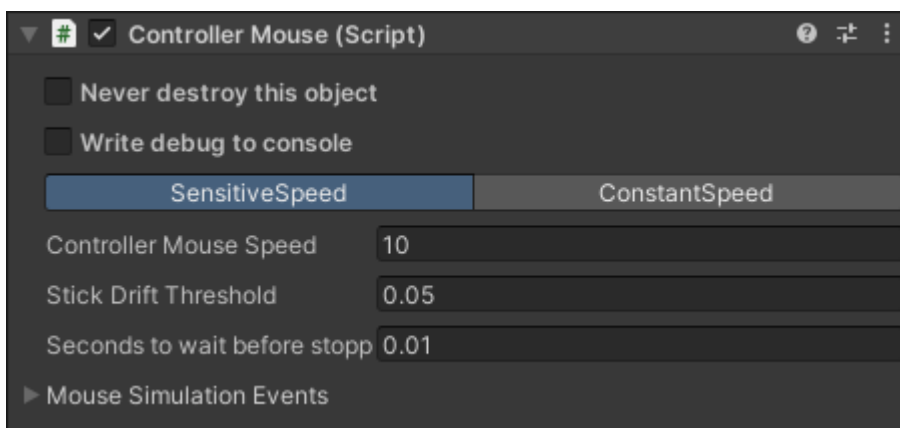 # Controller Mouse (Script)
Never destroy this object
Write debug to console
SensitiveSpeed ConstantSpeed
Controller Mouse Speed 10
Stick Drift Threshold 0.05
Seconds to wait before stopp 0.01
Mouse Simulation Events